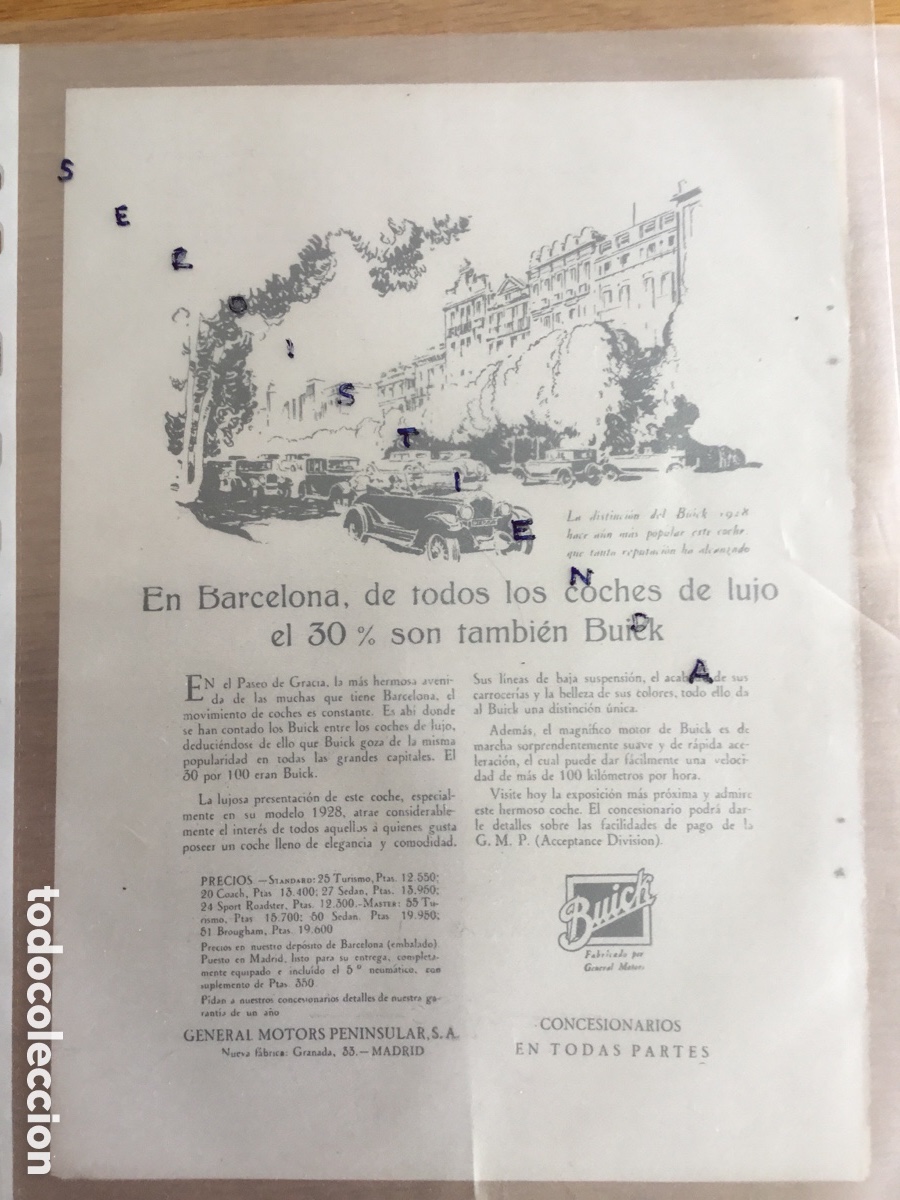 S
E
R
O
I
S
T
I
E
N
D
A
La distinción del Buick 1928
hace aún más popular este coche,
que tanta reputación ha alcanzado
En Barcelona, de todos los coches de lujo
el 30 % son también Buick
EN el Paseo de Gracia, la más hermosa aveni-
da de las muchas que tiene Barcelona, el
movimiento de coches es constante. Es ahí donde
se han contado los Buick entre los coches de lujo,
deduciéndose de ello que Buick goza de la misma
popularidad en todas las grandes capitales. El
30 por 100 eran Buick.
La lujosa presentación de este coche, especial-
mente en su modelo 1928, atrae considerable-
mente el interés de todos aquellos á quienes gusta
poseer un coche lleno de elegancia y comodidad.
Sus líneas de baja suspensión, el acabado de sus
carrocerías y la belleza de sus colores, todo ello da
al Buick una distinción única.
Además, el magnífico motor de Buick es de
marcha sorprendentemente suave y de rápida ace-
leración, el cual puede dar fácilmente una veloci-
dad de más de 100 kilómetros por hora.
Visite hoy la exposición más próxima y admire
este hermoso coche. El concesionario podrá dar-
le detalles sobre las facilidades de pago de la
G. M. P. (Acceptance Division).
PRECIOS.—STANDARD: 25 Turismo, Ptas. 12.550;
20 Coach, Ptas 13.400; 27 Sedan, Ptas. 13.950;
24 Sport Roadster, Ptas. 12.300.-MASTER: 55 Tu-
rismo, Ptas 15.700; 50 Sedan. Ptas 19.950;
51 Brougham, Ptas. 19.600
Precios en nuestro depósito de Barcelona (embalado)
Puesto en Madrid, listo para su entrega, completa-
mente equipado e incluído el 5º neumático, con
suplemento de Ptas 350
Pidan a nuestros concesionarios detalles de nuestra ga-
rantía de un año
GENERAL MOTORS PENINSULAR, S. A.
Nueva fábrica: Granada, 33.—MADRID
Buick
Fabricado por
General Motors
CONCESIONARIOS
EN TODAS PARTES
todocoleccion